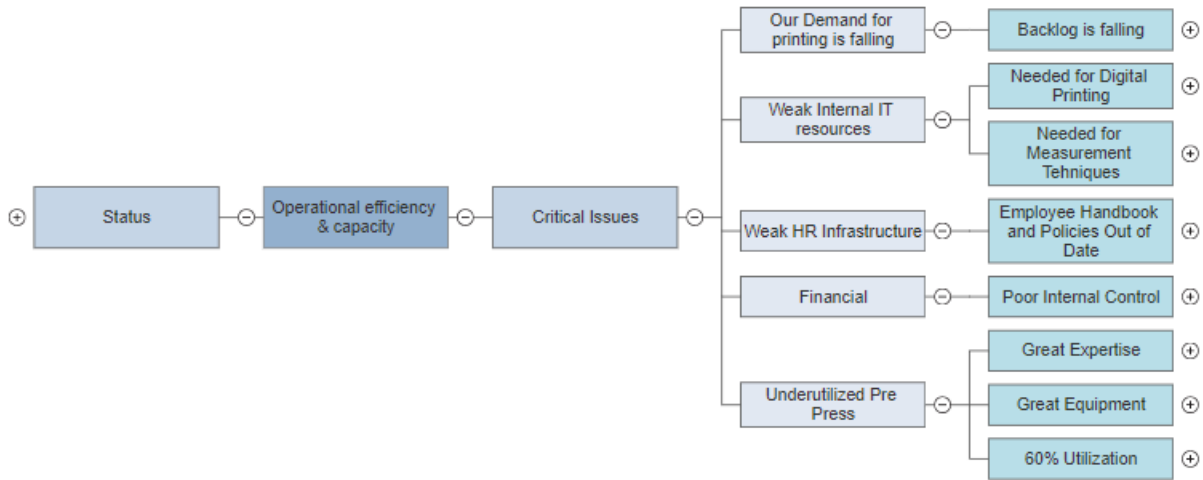 Our Demand for
printing is falling
Backlog is falling
Weak Internal IT
resources
Needed for Digital
Printing
Needed for
Measurement
Tehniques
Status
Operational efficiency
& capacity
Critical Issues
Weak HR Infrastructure
Employee Handbook
and Policies Out of
Date
Financial
Poor Internal Control
Underutilized Pre
Press
Great Expertise
Great Equipment
60% Utilization